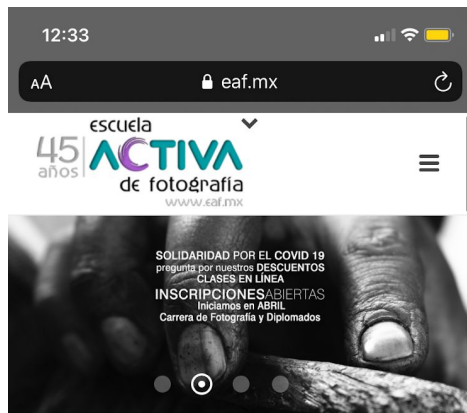 12:33
AA
eaf.mx
escuela
45 ACTIVA
años
de fotografía
www.eaf.mx
SOLIDARIDAD POR EL COVID 19
pregunta por nuestros DESCUENTOS
CLASES EN LÍNEA
INSCRIPCIONESABIERTAS
Iniciamos en ABRIL
Carrera de Fotografía y Diplomados